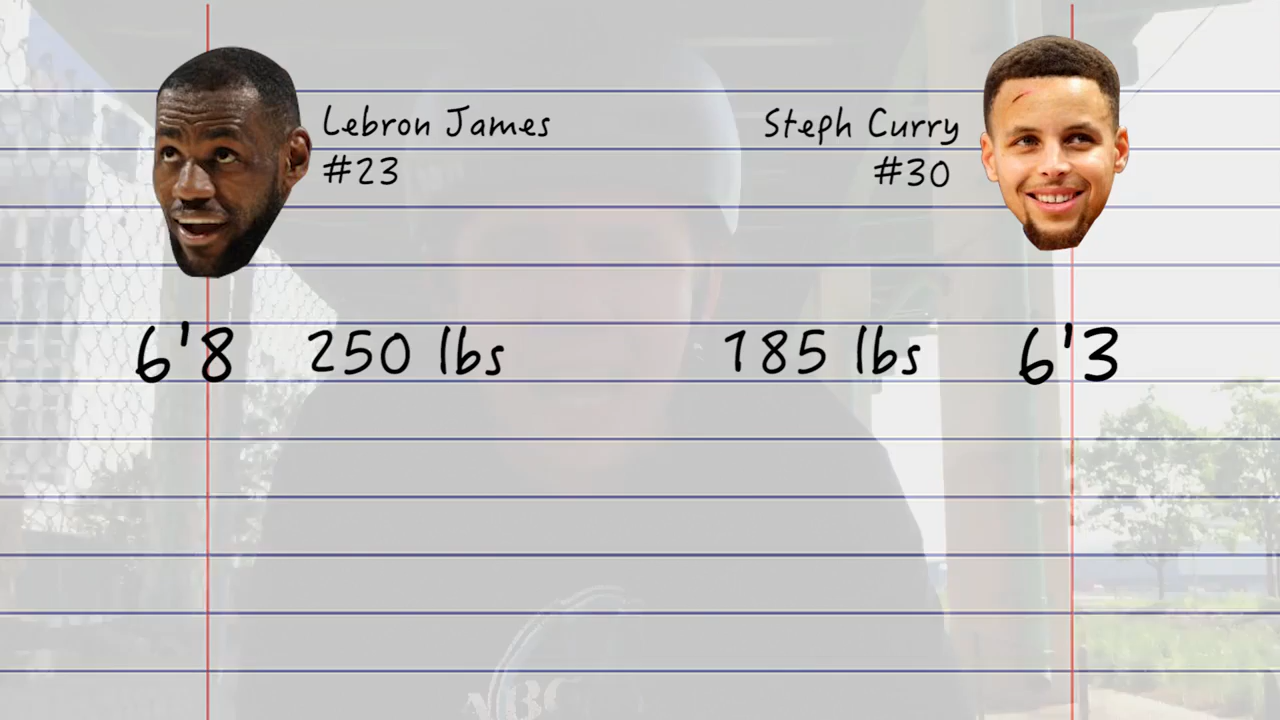 Lebron James
#23
Steph Curry
#30
6'8 250 lbs
185 lbs 6'3